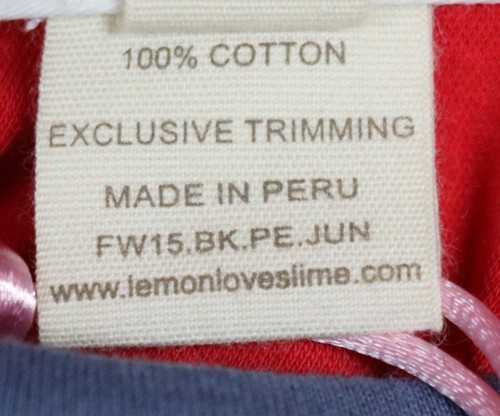 100% COTTON
EXCLUSIVE TRIMMING
MADE IN PERU
FW15.BK.PE.JUN
www.lemonloveslime.com